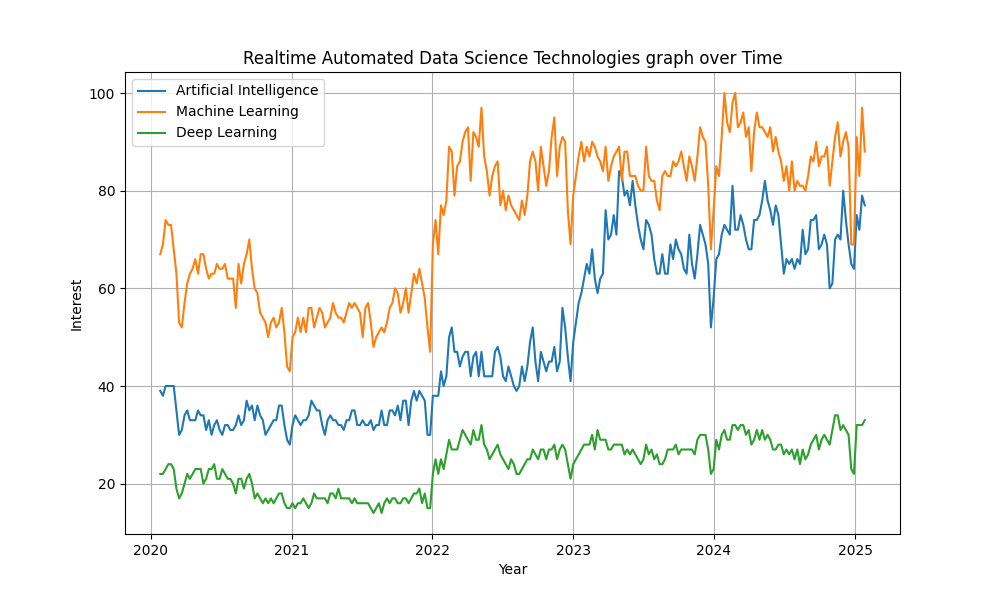 Realtime Automated Data Science Technologies graph over Time
Artificial Intelligence
Machine Learning
Deep Learning
100
80
60
40
20
Interest
2020 2021 2022 2023 2024 2025
Year